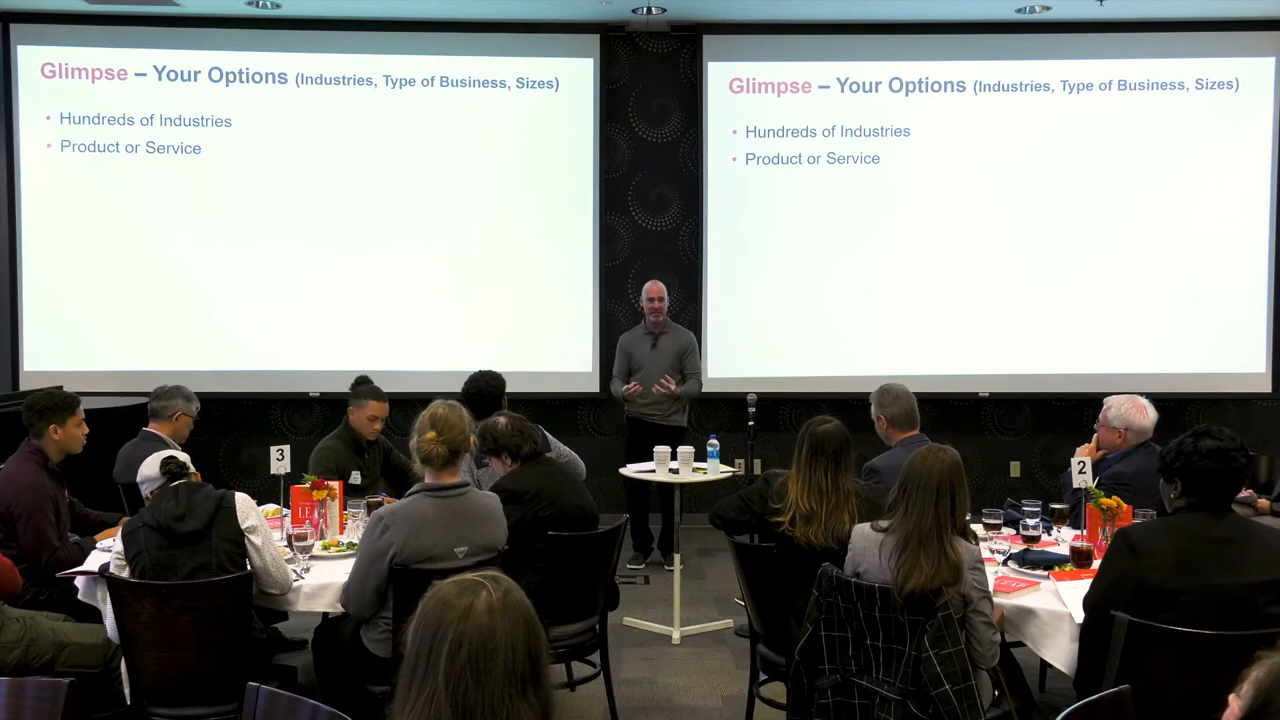 Glimpse – Your Options (Industries, Type of Business, Sizes)
• Hundreds of Industries
• Product or Service
Glimpse – Your Options (Industries, Type of Business, Sizes)
• Hundreds of Industries
• Product or Service
3
2
LEAP